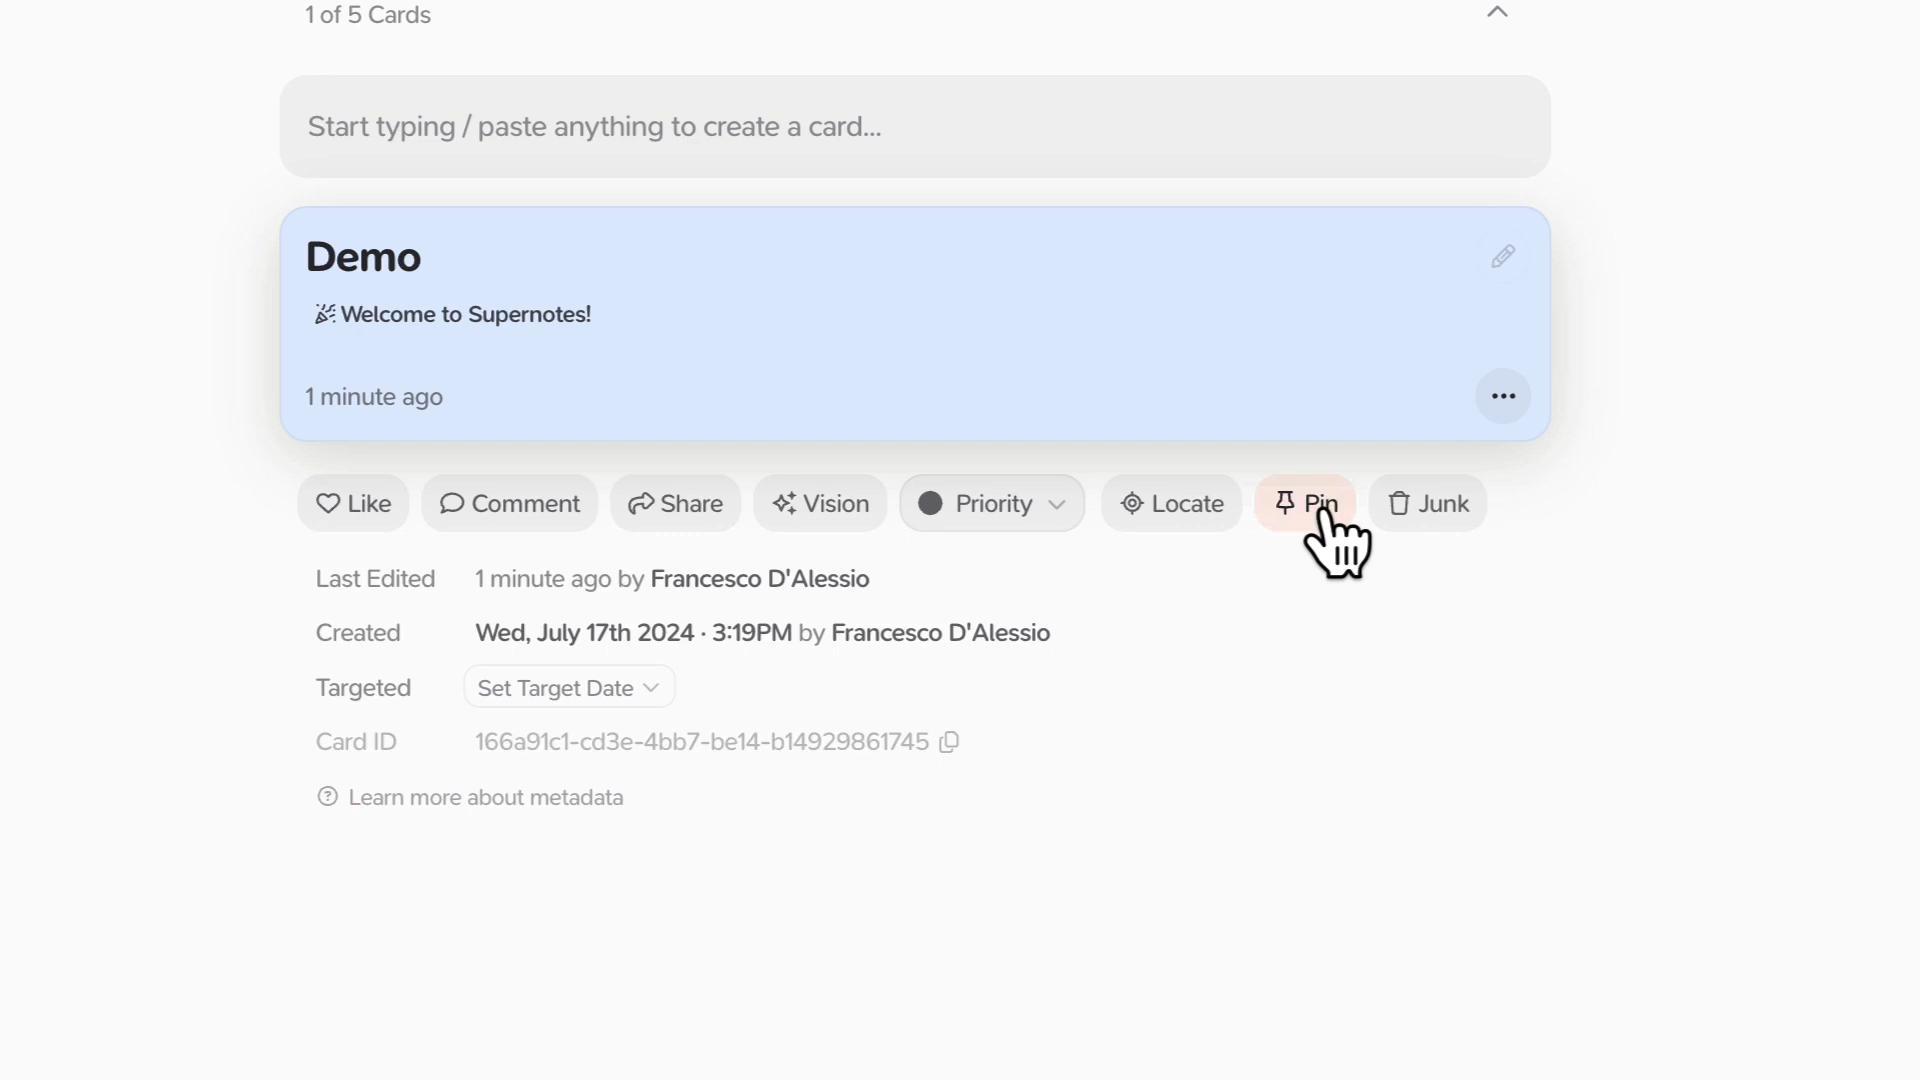 1 of 5 Cards
Start typing / paste anything to create a card...
Demo
🎉 Welcome to Supernotes!
1 minute ago
Like Comment Share Vision Priority Locate Pin Junk
Last Edited 1 minute ago by Francesco D'Alessio
Created Wed, July 17th 2024 · 3:19PM by Francesco D'Alessio
Targeted Set Target Date
Card ID 166a91c1-cd3e-4bb7-be14-b14929861745
Learn more about metadata